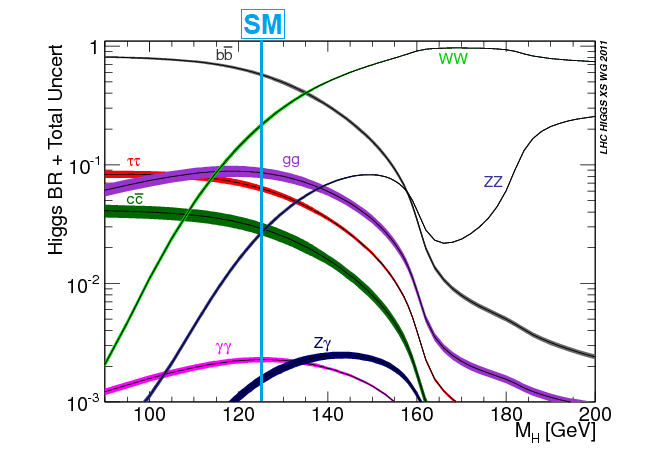 SM
Higgs BR + Total Uncert
LHC HIGGS XS WG 2011
1
10⁻¹
10⁻²
10⁻³
bb̄
WW
ττ
gg
cc̄
ZZ
γγ
Zγ
100 120 140 160 180 200
M_H [GeV]